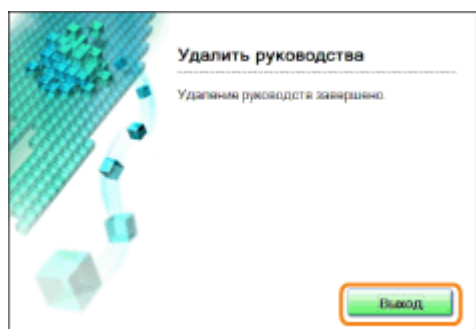 Удалить руководства
Удаление руководств завершено.
Выход